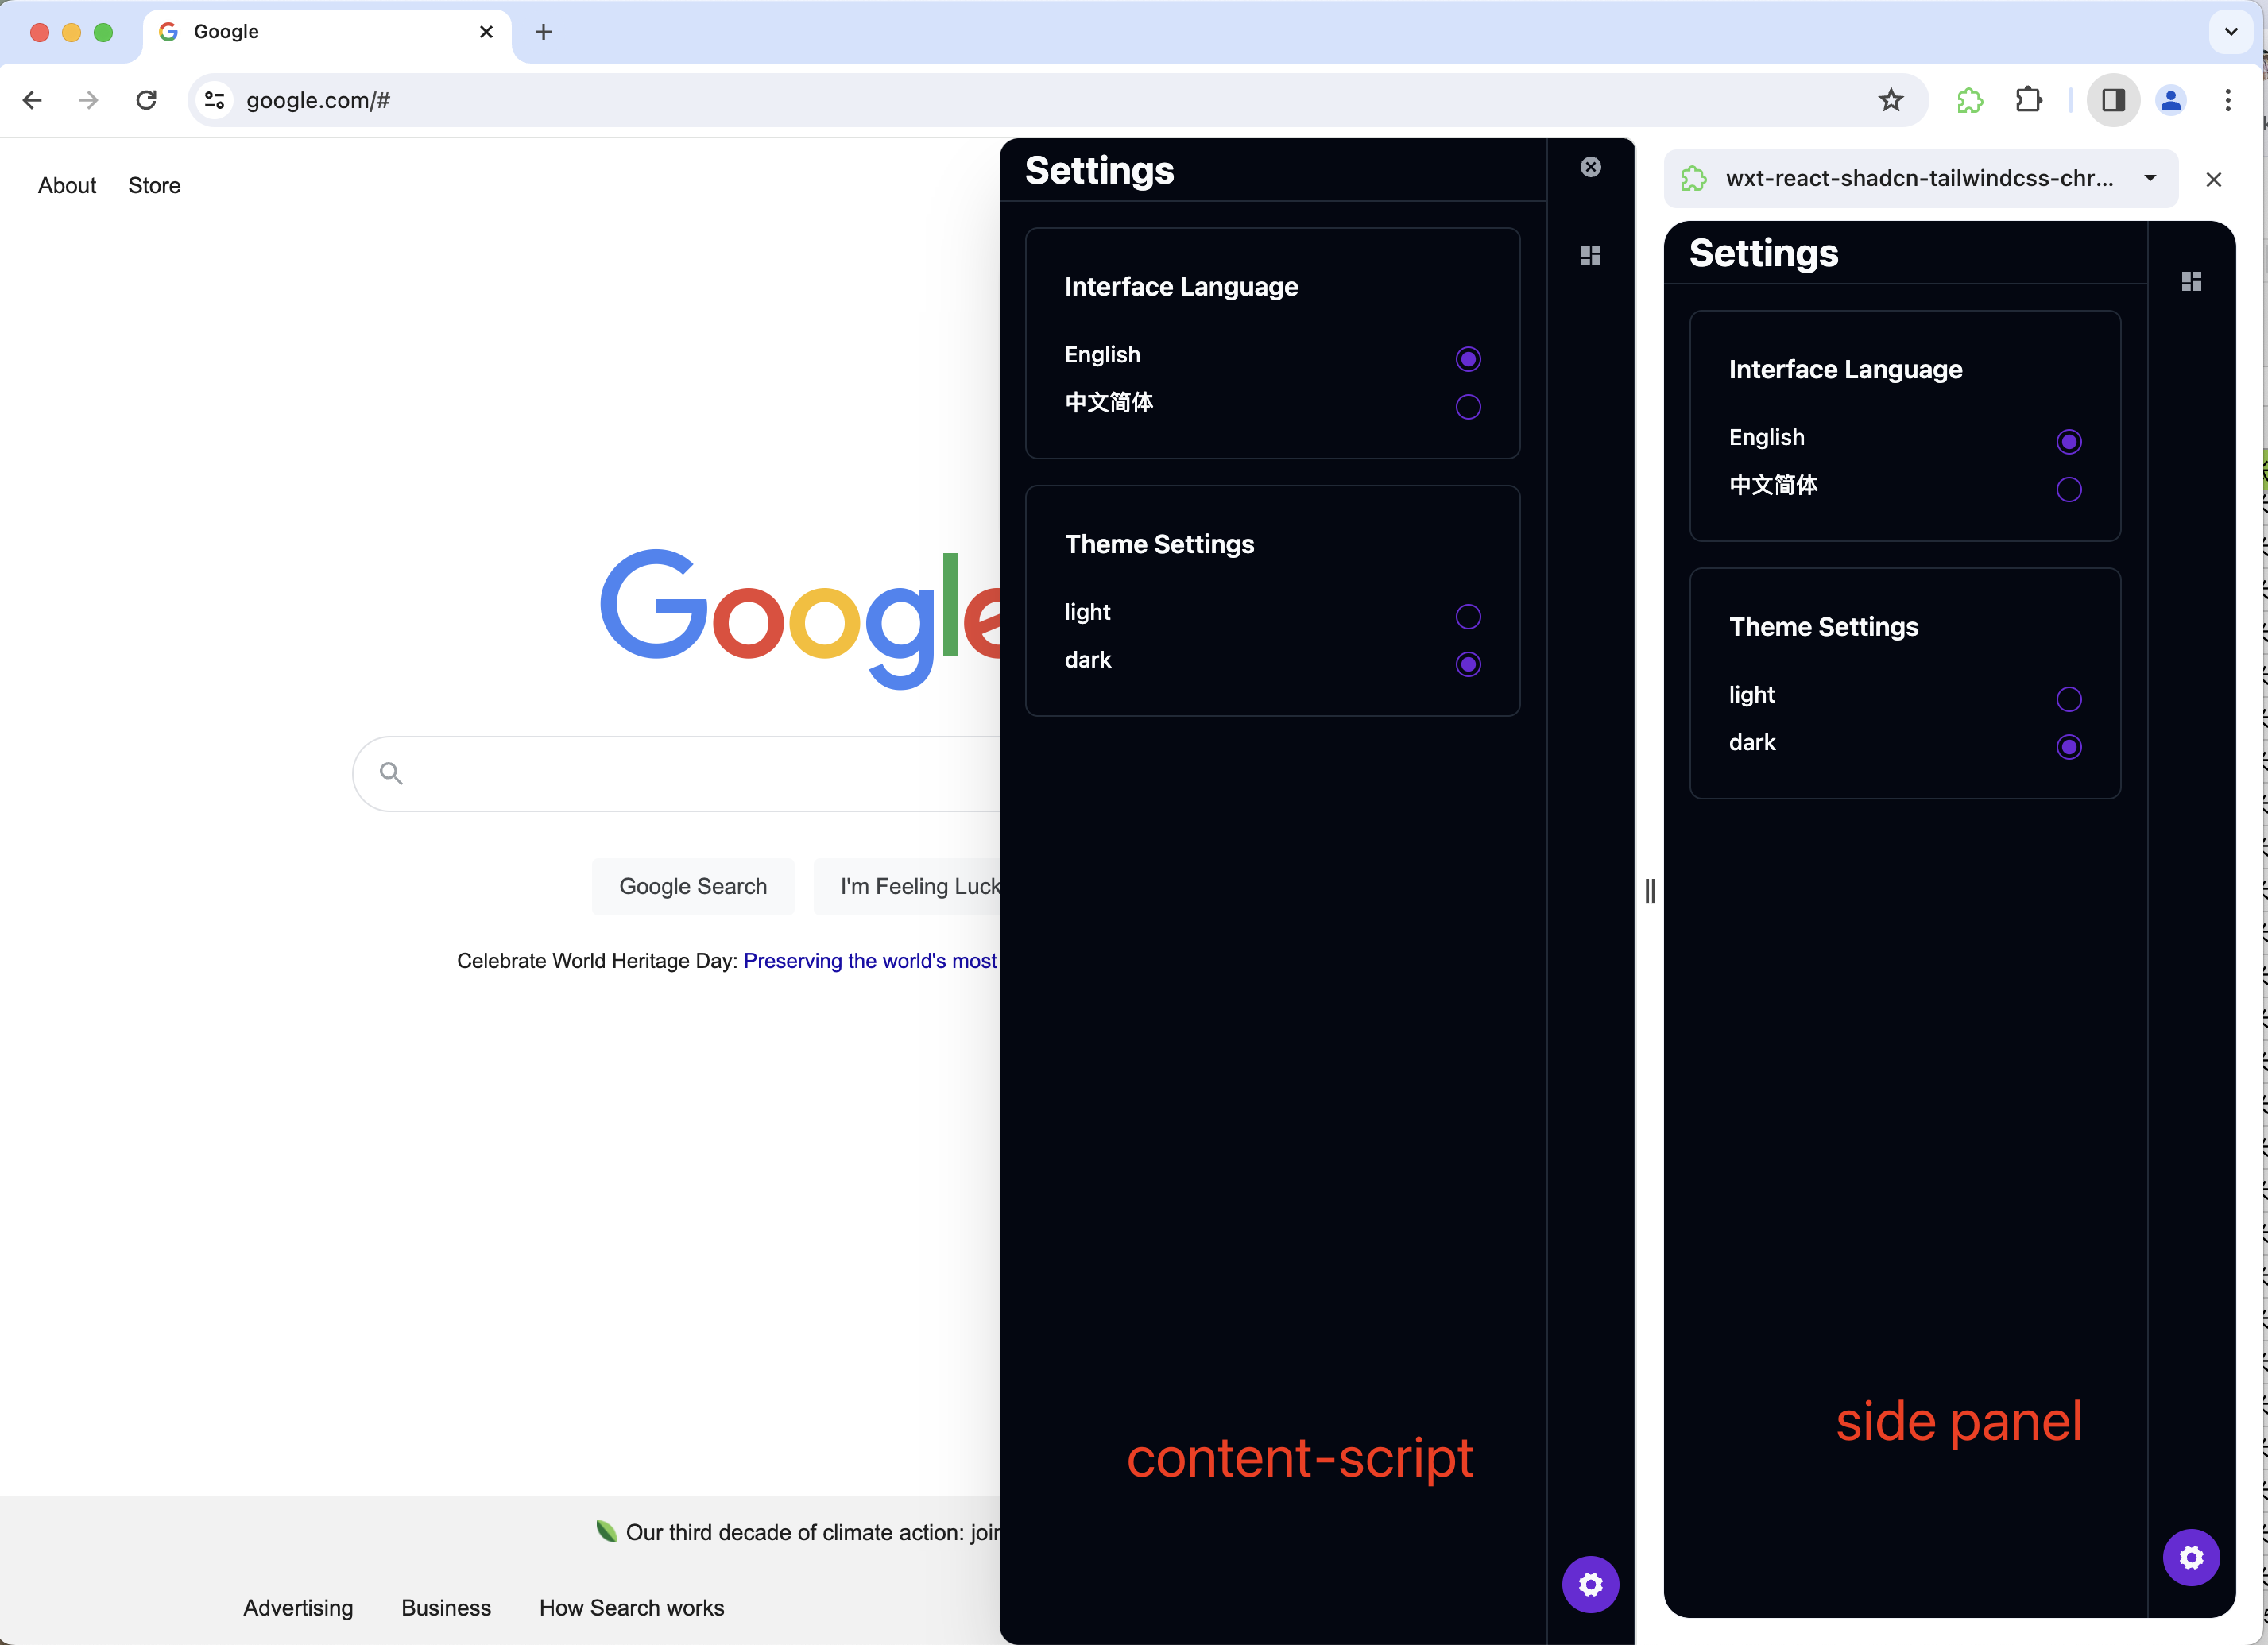 Google
google.com/#
About
Store
Google
Google Search
I'm Feeling Luck
Celebrate World Heritage Day: Preserving the world's most
Our third decade of climate action: join
Advertising
Business
How Search works
Settings
Interface Language
English
中文简体
Theme Settings
light
dark
content-script
wxt-react-shadcn-tailwindcss-chr...
Settings
Interface Language
English
中文简体
Theme Settings
light
dark
side panel